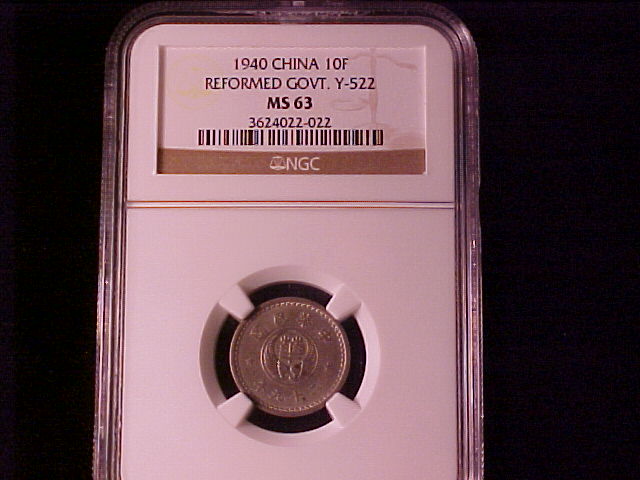 1940 CHINA 10F
REFORMED GOVT. Y-522
MS 63
3624022-022
NGC